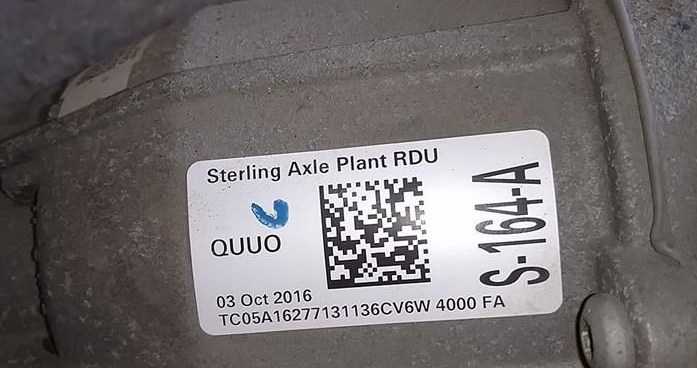 Sterling Axle Plant RDU
QUUO
S-164-A
03 Oct 2016
TC05A16277131136CV6W 4000 FA